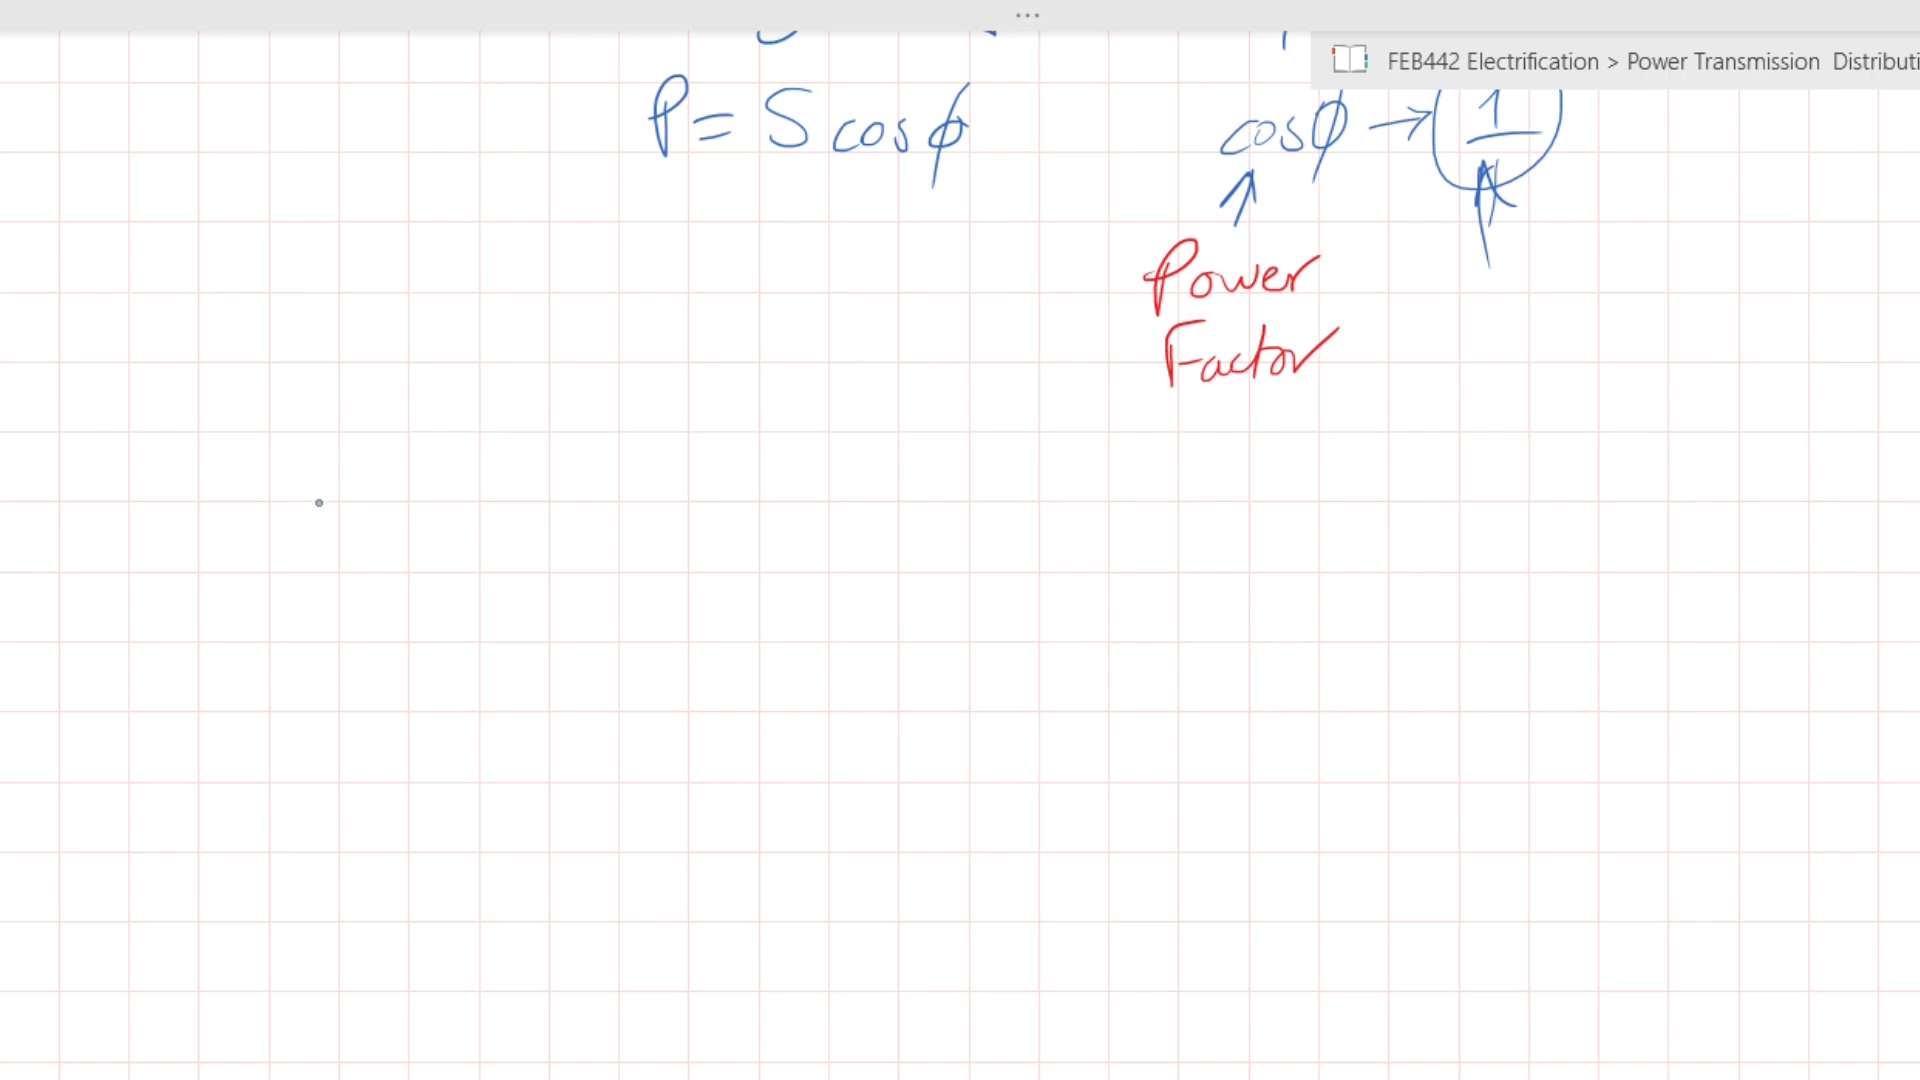 ...
FEB442 Electrification > Power Transmission Distributi
P = S cos ϕ
cos ϕ → 1
Power
Factor